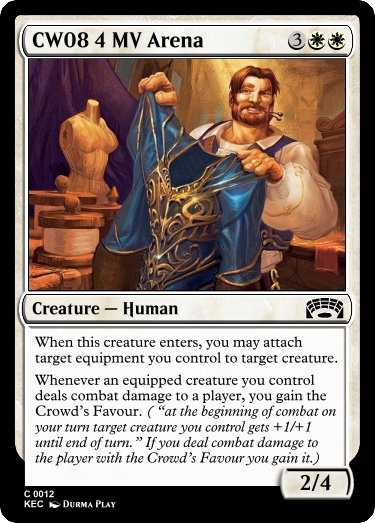 CW08 4 MV Arena 3
Creature — Human
When this creature enters, you may attach
target equipment you control to target creature.
Whenever an equipped creature you control
deals combat damage to a player, you gain the
Crowd's Favour. ( "at the beginning of combat on
your turn target creature you control gets +1/+1
until end of turn." If you deal combat damage to
the player with the Crowd's Favour you gain it.)
2/4
C 0012
KEC Durma Play